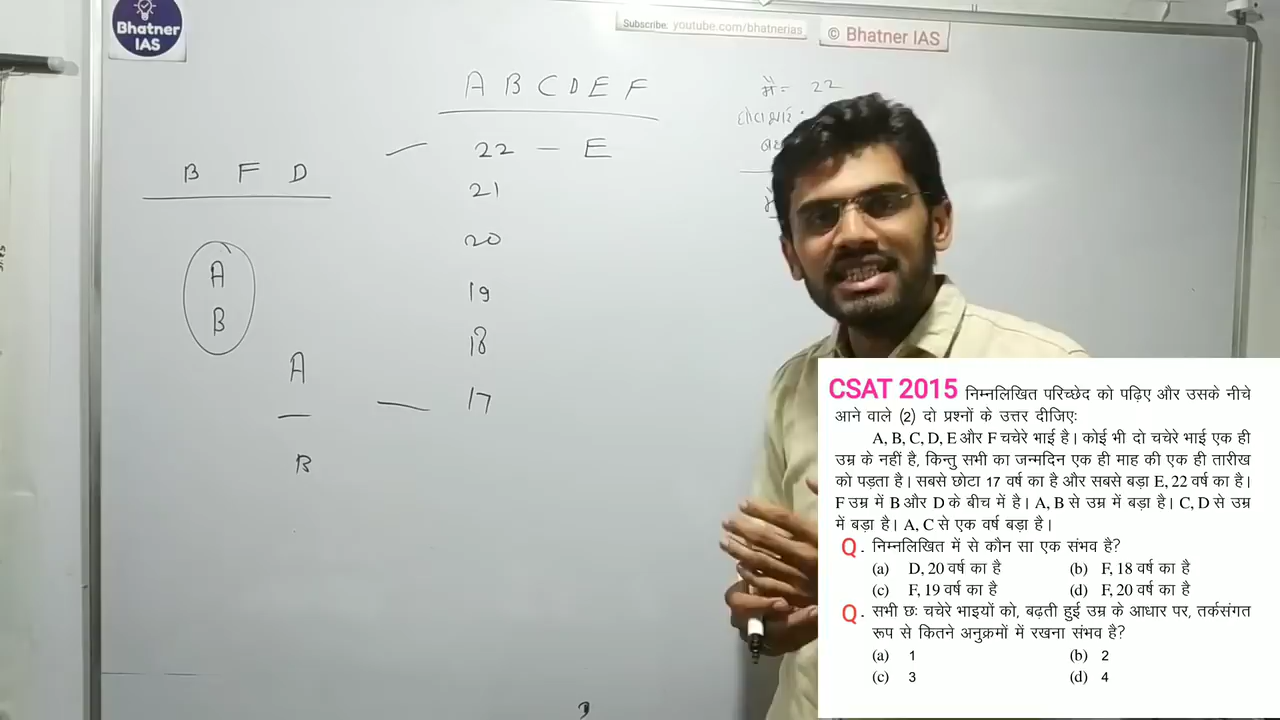 Bhatner
IAS
Subscribe: youtube.com/bhatnerias
© Bhatner IAS
A B C D E F
22 — E
21
20
19
18
17
B F D
A
B
A
B
मैं = 22
CSAT 2015 निम्नलिखित परिच्छेद को पढ़िए और उसके नीचे
आने वाले (2) दो प्रश्नों के उत्तर दीजिए:
A, B, C, D, E और F चचेरे भाई है। कोई भी दो चचेरे भाई एक ही
उम्र के नहीं है, किन्तु सभी का जन्मदिन एक ही माह की एक ही तारीख
को पड़ता है। सबसे छोटा 17 वर्ष का है और सबसे बड़ा E, 22 वर्ष का है।
F उम्र में B और D के बीच में है। A, B से उम्र में बड़ा है। C, D से उम्र
में बड़ा है। A, C से एक वर्ष बड़ा है।
Q. निम्नलिखित में से कौन सा एक संभव है?
(a) D, 20 वर्ष का है (b) F, 18 वर्ष का है
(c) F, 19 वर्ष का है (d) F, 20 वर्ष का है
Q. सभी छः चचेरे भाइयों को, बढ़ती हुई उम्र के आधार पर, तर्कसंगत
रूप से कितने अनुक्रमों में रखना संभव है?
(a) 1 (b) 2
(c) 3 (d) 4